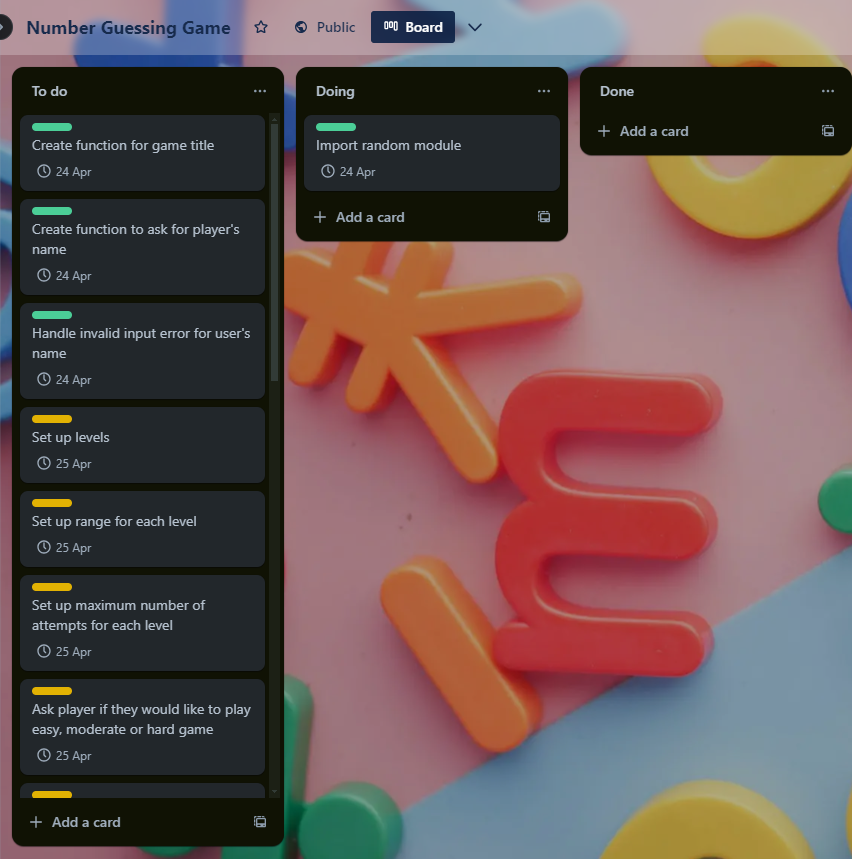 Number Guessing Game
Public
Board
To do
Create function for game title
24 Apr
Create function to ask for player's
name
24 Apr
Handle invalid input error for user's
name
24 Apr
Set up levels
25 Apr
Set up range for each level
25 Apr
Set up maximum number of
attempts for each level
25 Apr
Ask player if they would like to play
easy, moderate or hard game
25 Apr
Add a card
Doing
Import random module
24 Apr
Add a card
Done
Add a card